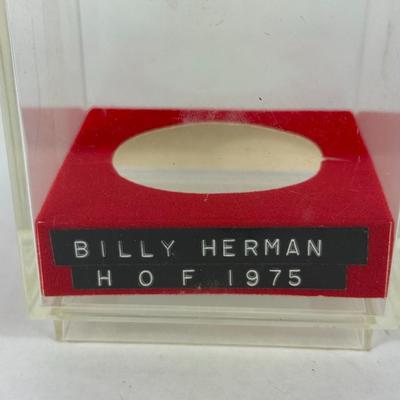 BILLY HERMAN
H O F 1975